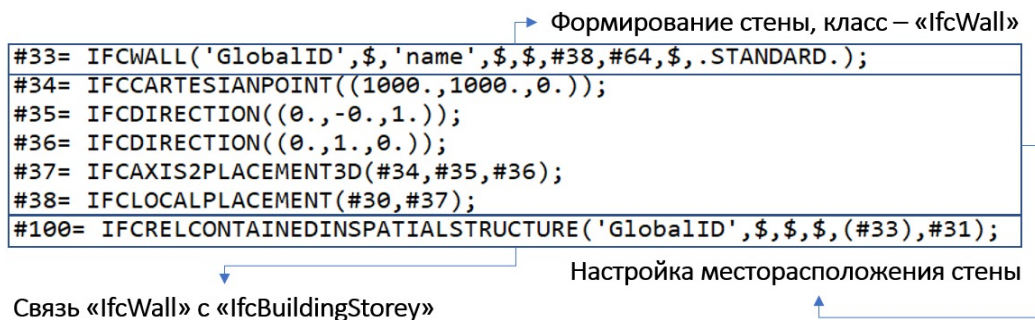 Формирование стены, класс – «IfcWall»
#33= IFCWALL('GlobalID',$,'name',$,$,#38,#64,$,.STANDARD.);
#34= IFCCARTESIANPOINT((1000.,1000.,0.));
#35= IFCDIRECTION((0.,-0.,1.));
#36= IFCDIRECTION((0.,1.,0.));
#37= IFCAXIS2PLACEMENT3D(#34,#35,#36);
#38= IFCLOCALPLACEMENT(#30,#37);
#100= IFCRELCONTAINEDINSPATIALSTRUCTURE('GlobalID',$,$,$,(#33),#31);
Настройка месторасположения стены
Связь «IfcWall» с «IfcBuildingStorey»